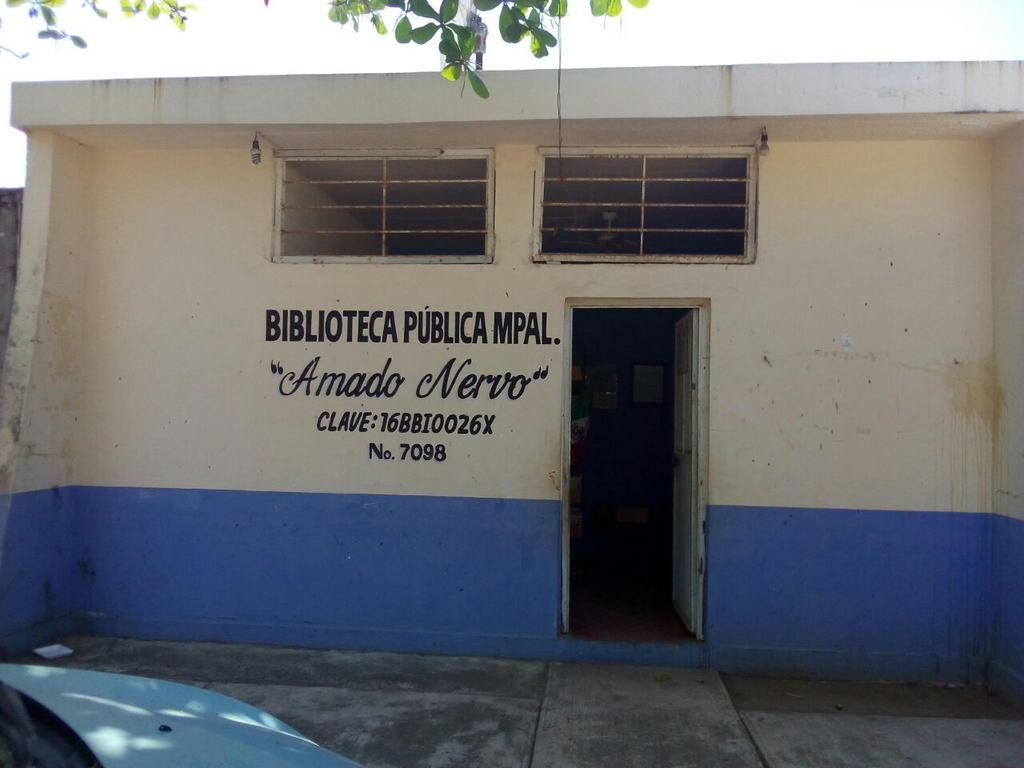 BIBLIOTECA PÚBLICA MPAL.
"Amado Nervo"
CLAVE: 16BBI0026X
No. 7098